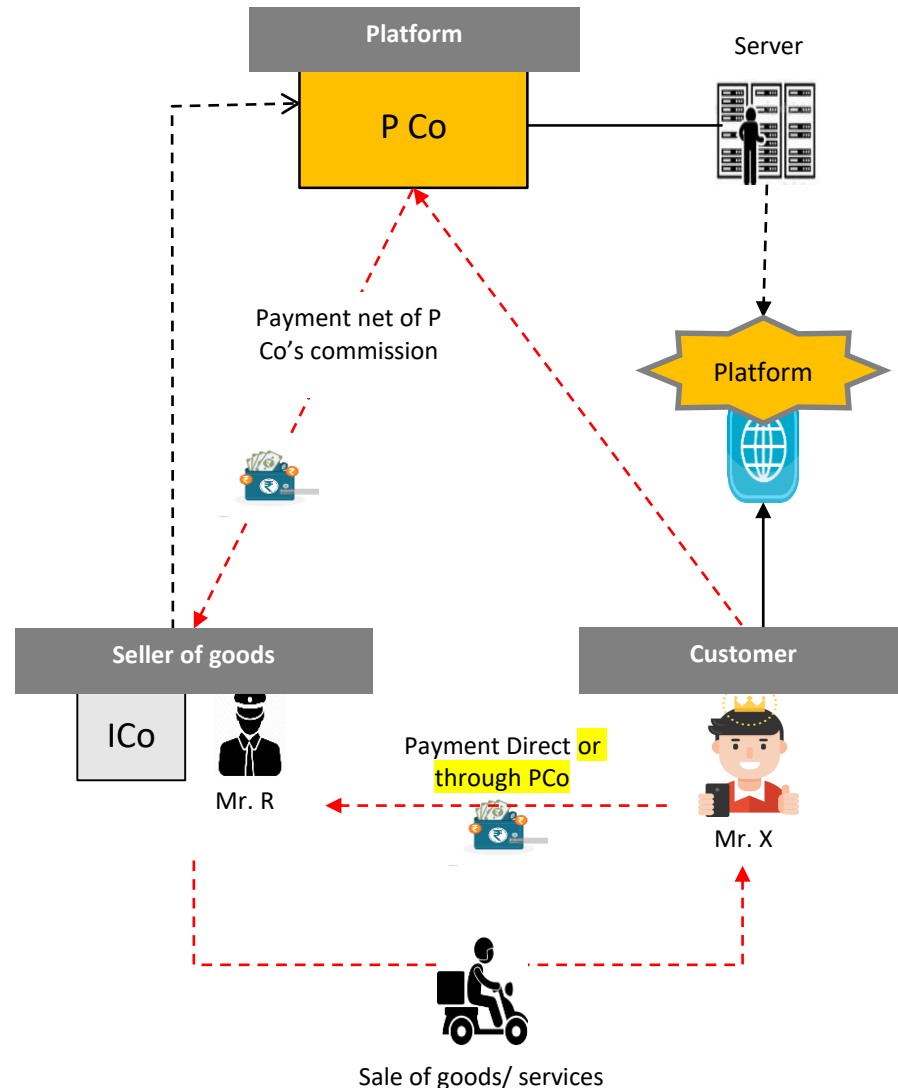 Platform
Server
P Co
Payment net of P
Co's commission
Platform
Seller of goods
Customer
ICo
Payment Direct or
through PCo
Mr. R
Mr. X
Sale of goods/ services